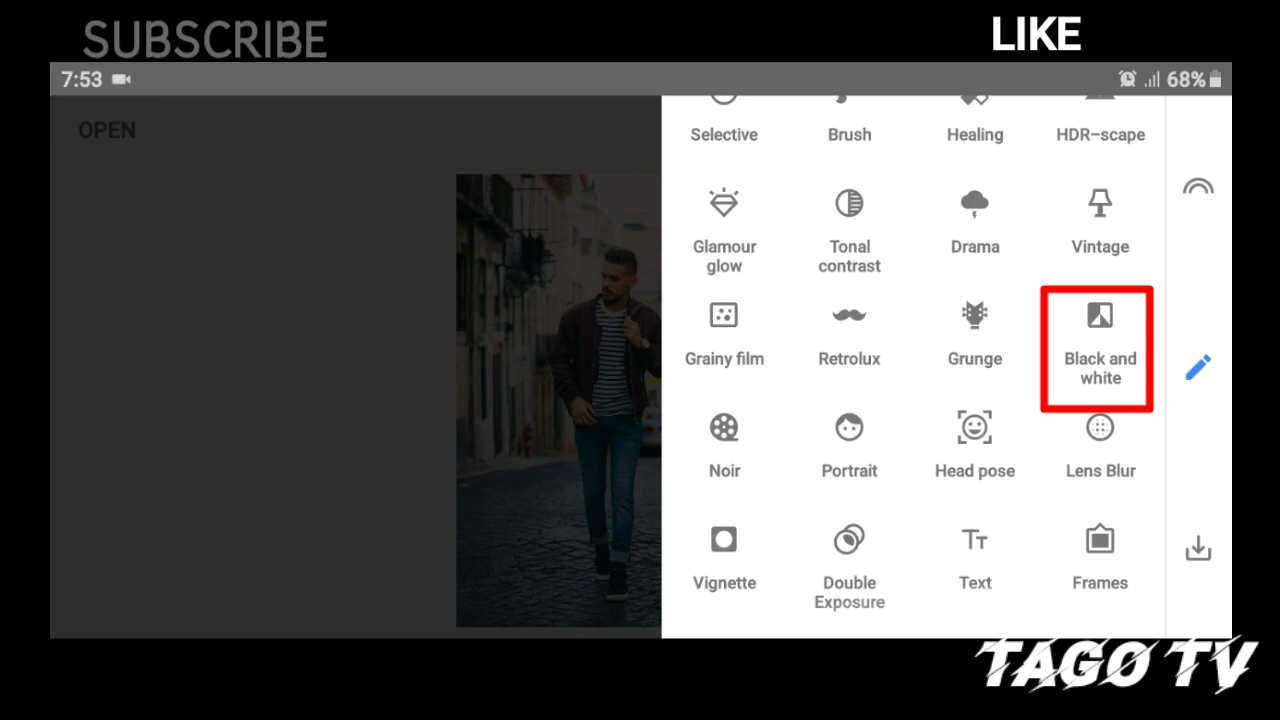 SUBSCRIBE
LIKE
7:53
68%
OPEN
Selective
Brush
Healing
HDR-scape
Glamour
glow
Tonal
contrast
Drama
Vintage
Grainy film
Retrolux
Grunge
Black and
white
Noir
Portrait
Head pose
Lens Blur
Vignette
Double
Exposure
Text
Frames
TAGO TV